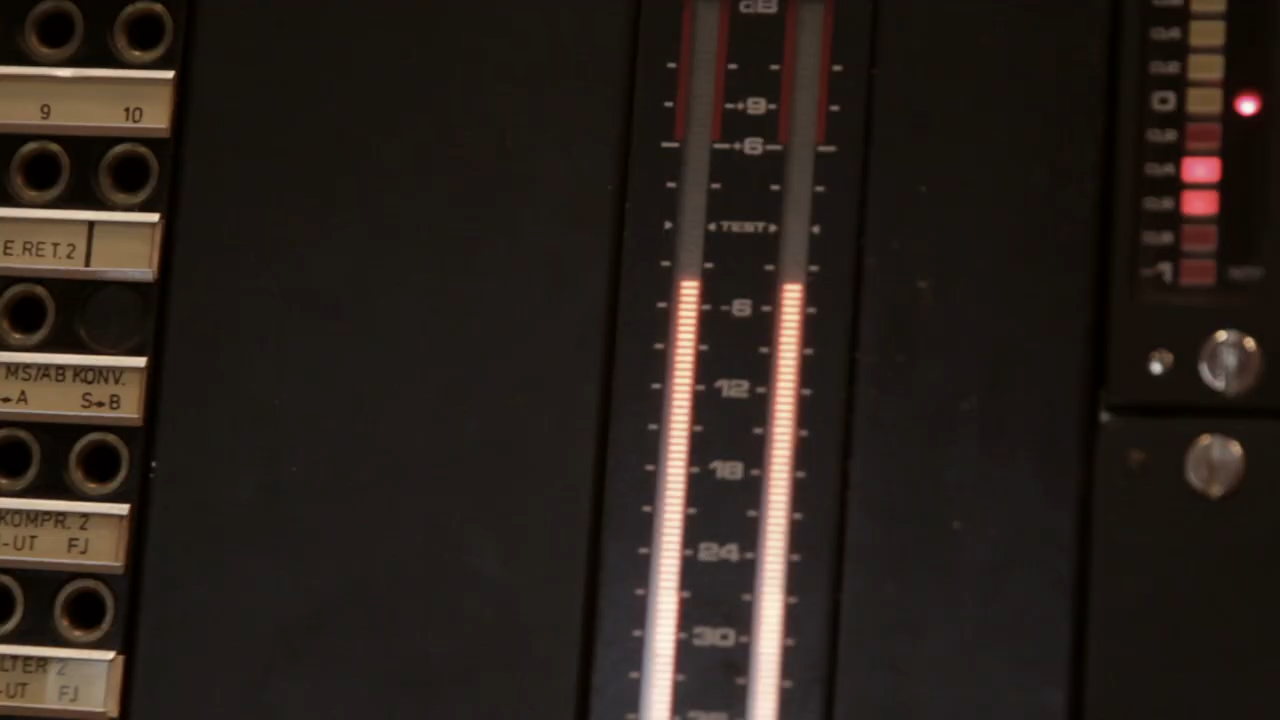 9 10
E.RET.2
MS/AB KONV.
A S→B
KOMPR. 2
-UT FJ
LTER 2
-UT FJ
dB
+9
+6
TEST
-6
12
18
24
30
0
-1